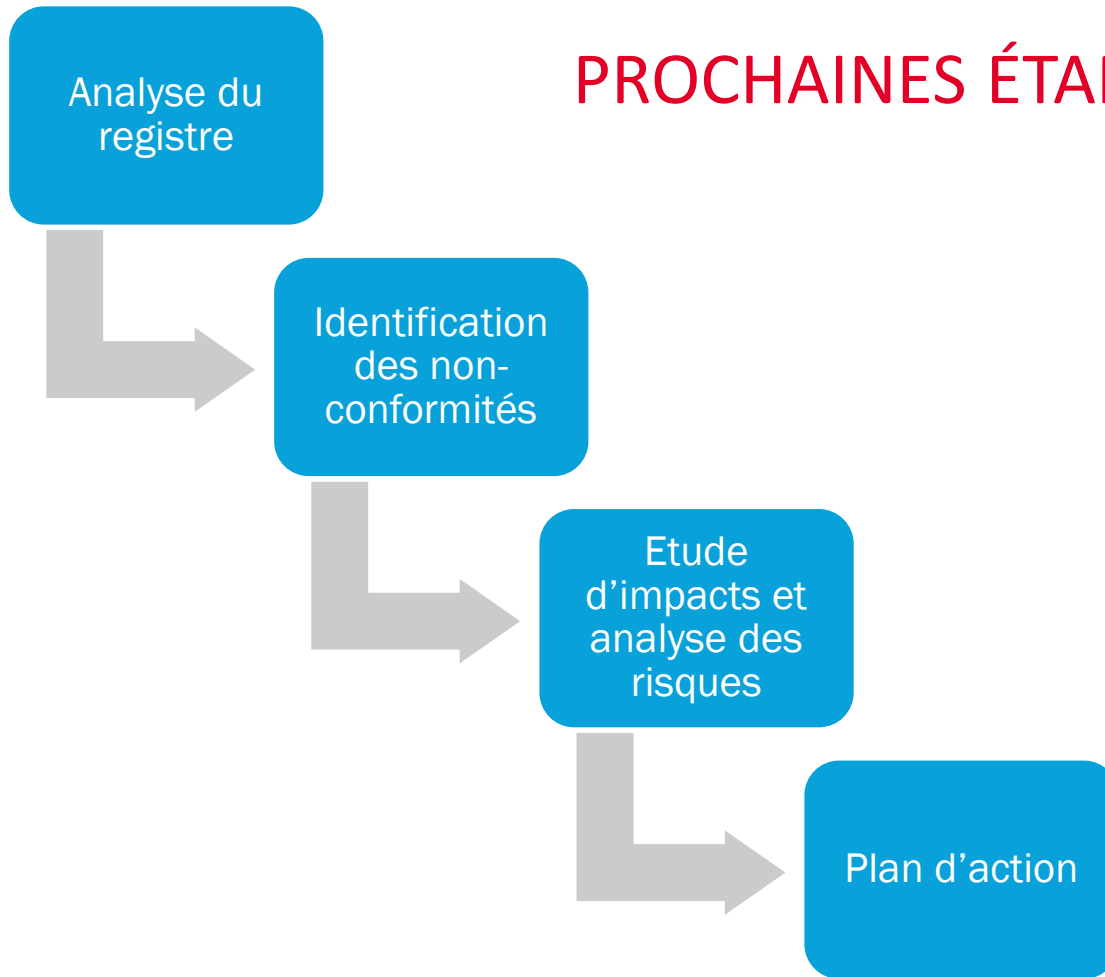 PROCHAINES ÉTA
Analyse du
registre
Identification
des non-
conformités
Etude
d’impacts et
analyse des
risques
Plan d’action